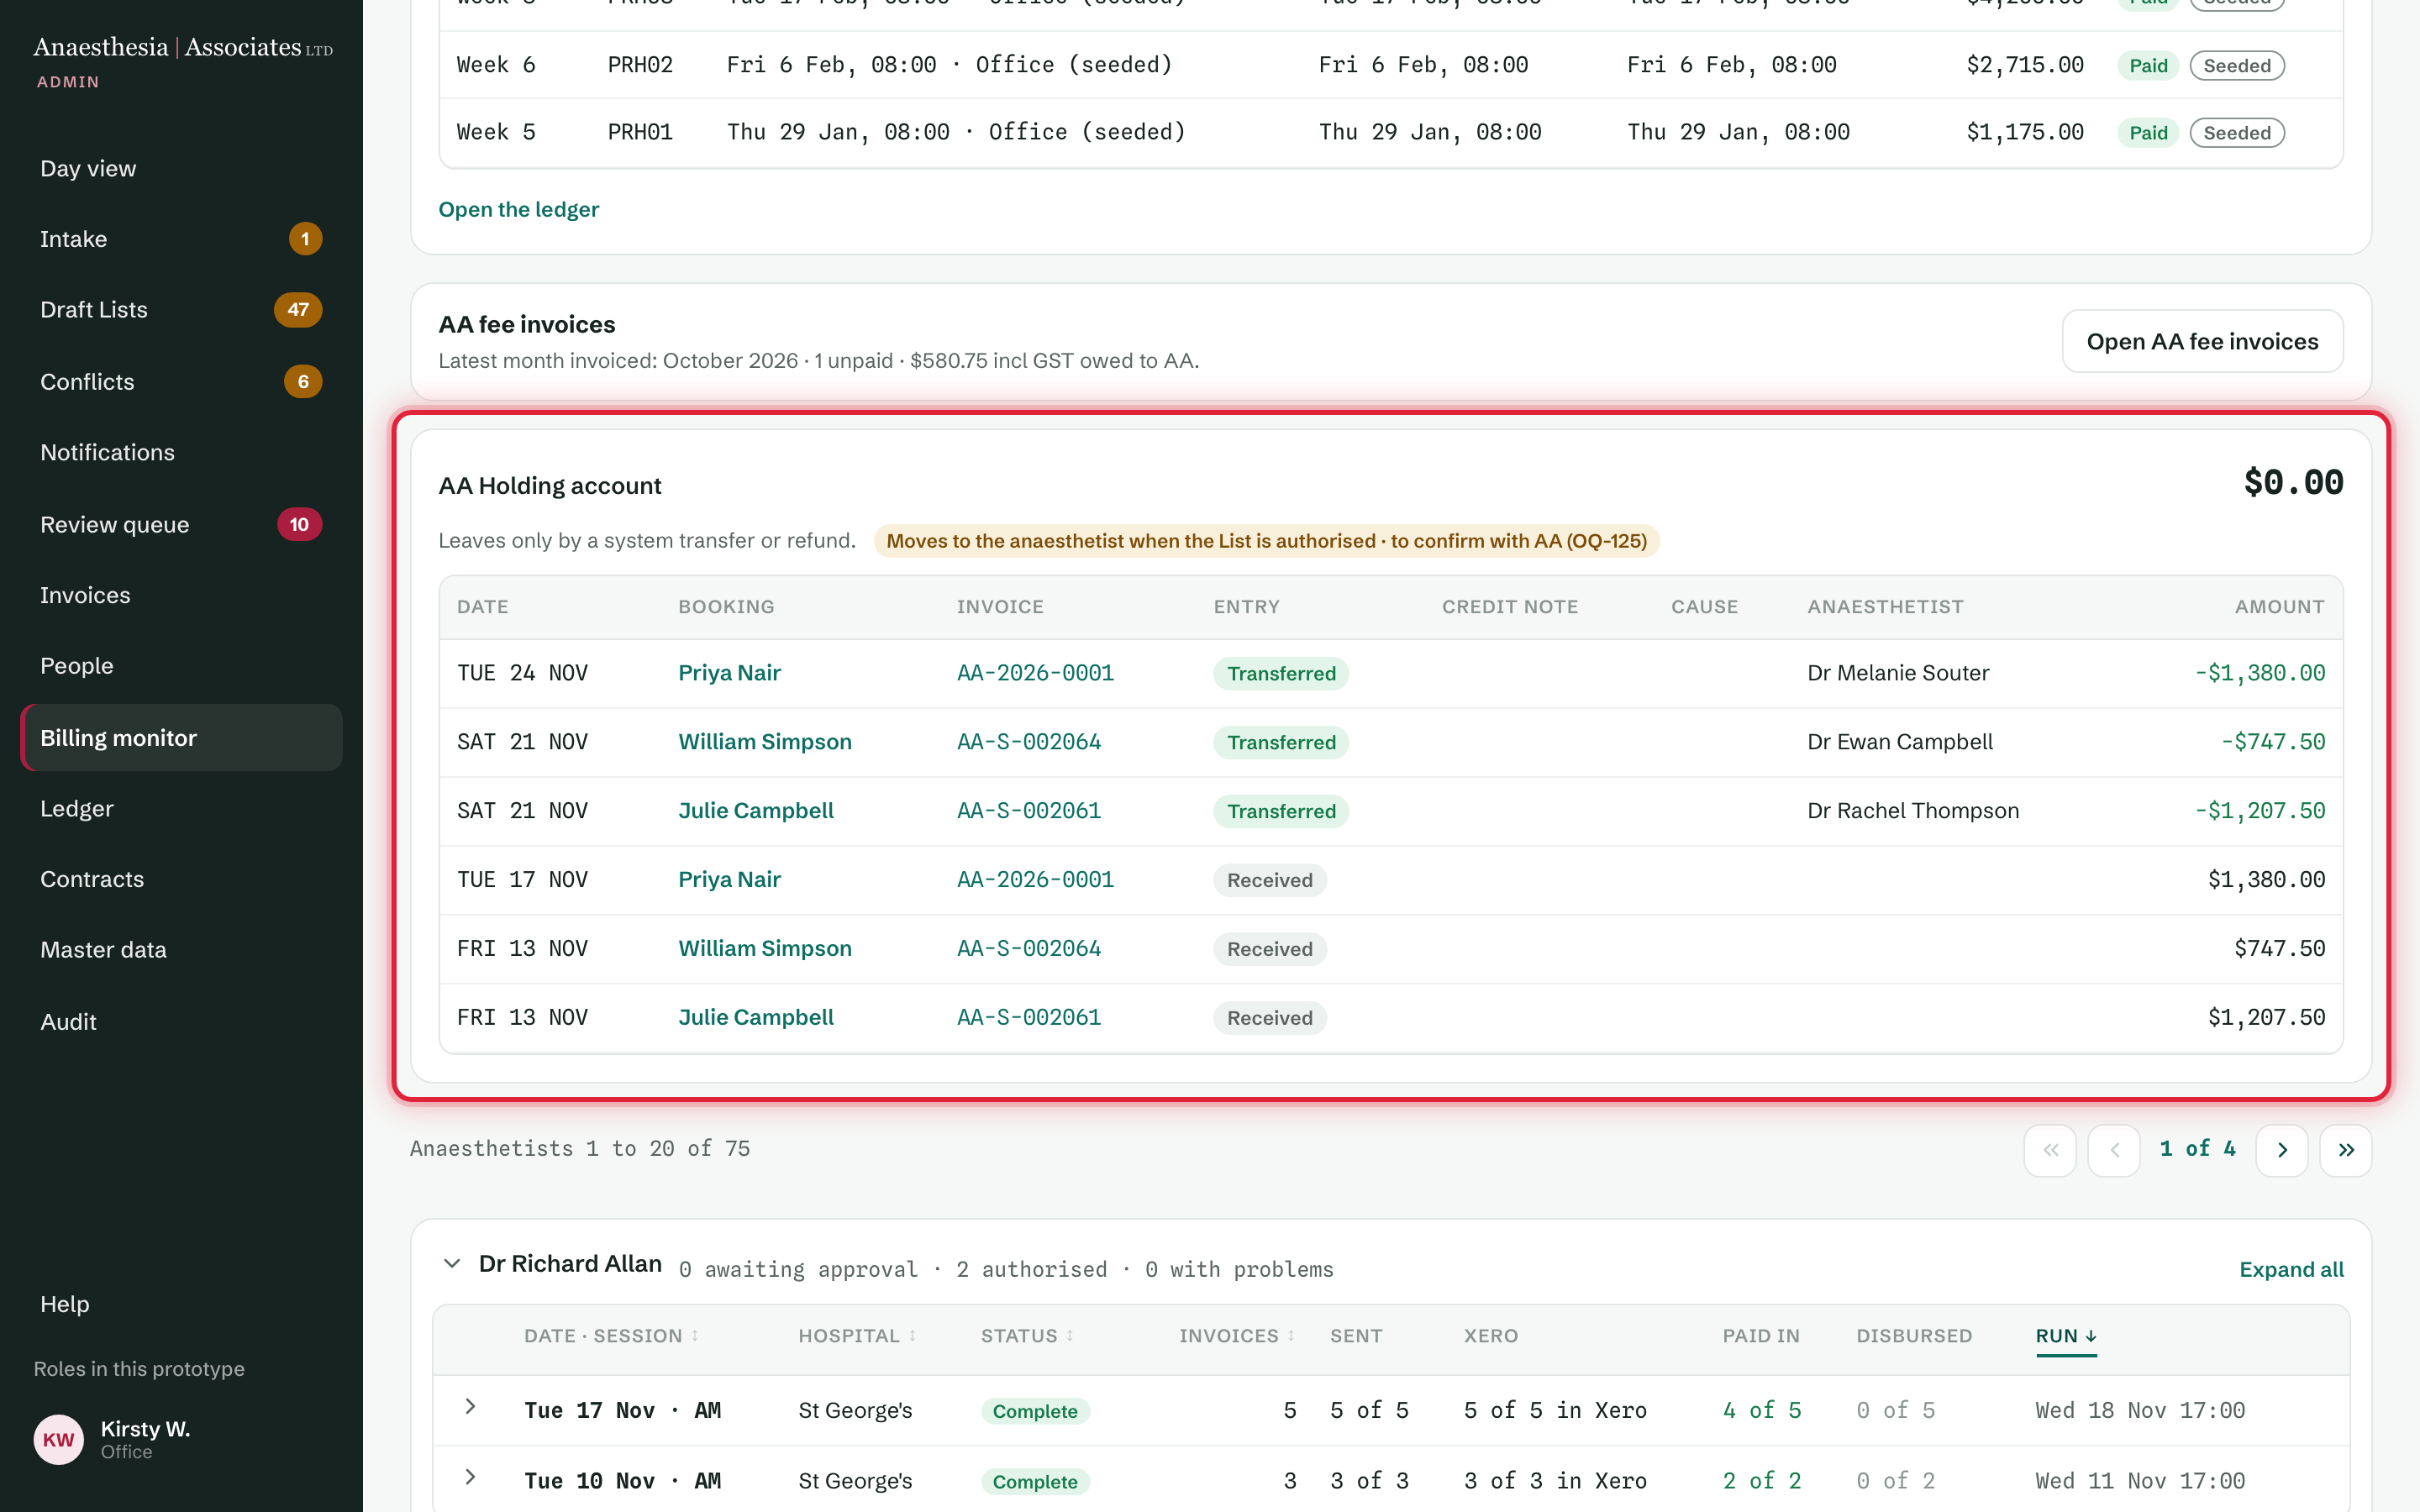 Anaesthesia | Associates LTD
ADMIN
Day view
Intake 1
Draft Lists 47
Conflicts 6
Notifications
Review queue 10
Invoices
People
Billing monitor
Ledger
Contracts
Master data
Audit
Help
Roles in this prototype
KW
Kirsty W.
Office
Week 6 PRH02 Fri 6 Feb, 08:00 · Office (seeded) Fri 6 Feb, 08:00 Fri 6 Feb, 08:00 $2,715.00 Paid Seeded
Week 5 PRH01 Thu 29 Jan, 08:00 · Office (seeded) Thu 29 Jan, 08:00 Thu 29 Jan, 08:00 $1,175.00 Paid Seeded
Open the ledger
AA fee invoices
Latest month invoiced: October 2026 · 1 unpaid · $580.75 incl GST owed to AA.
Open AA fee invoices
AA Holding account $0.00
Leaves only by a system transfer or refund. Moves to the anaesthetist when the List is authorised · to confirm with AA (OQ-125)
DATE BOOKING INVOICE ENTRY CREDIT NOTE CAUSE ANAESTHETIST AMOUNT
TUE 24 NOV Priya Nair AA-2026-0001 Transferred Dr Melanie Souter -$1,380.00
SAT 21 NOV William Simpson AA-S-002064 Transferred Dr Ewan Campbell -$747.50
SAT 21 NOV Julie Campbell AA-S-002061 Transferred Dr Rachel Thompson -$1,207.50
TUE 17 NOV Priya Nair AA-2026-0001 Received $1,380.00
FRI 13 NOV William Simpson AA-S-002064 Received $747.50
FRI 13 NOV Julie Campbell AA-S-002061 Received $1,207.50
Anaesthetists 1 to 20 of 75 « ‹ 1 of 4 › »
Dr Richard Allan 0 awaiting approval · 2 authorised · 0 with problems Expand all
DATE · SESSION ↕ HOSPITAL ↕ STATUS ↕ INVOICES ↕ SENT XERO PAID IN DISBURSED RUN ↓
Tue 17 Nov · AM St George's Complete 5 5 of 5 5 of 5 in Xero 4 of 5 0 of 5 Wed 18 Nov 17:00
Tue 10 Nov · AM St George's Complete 3 3 of 3 3 of 3 in Xero 2 of 2 0 of 2 Wed 11 Nov 17:00